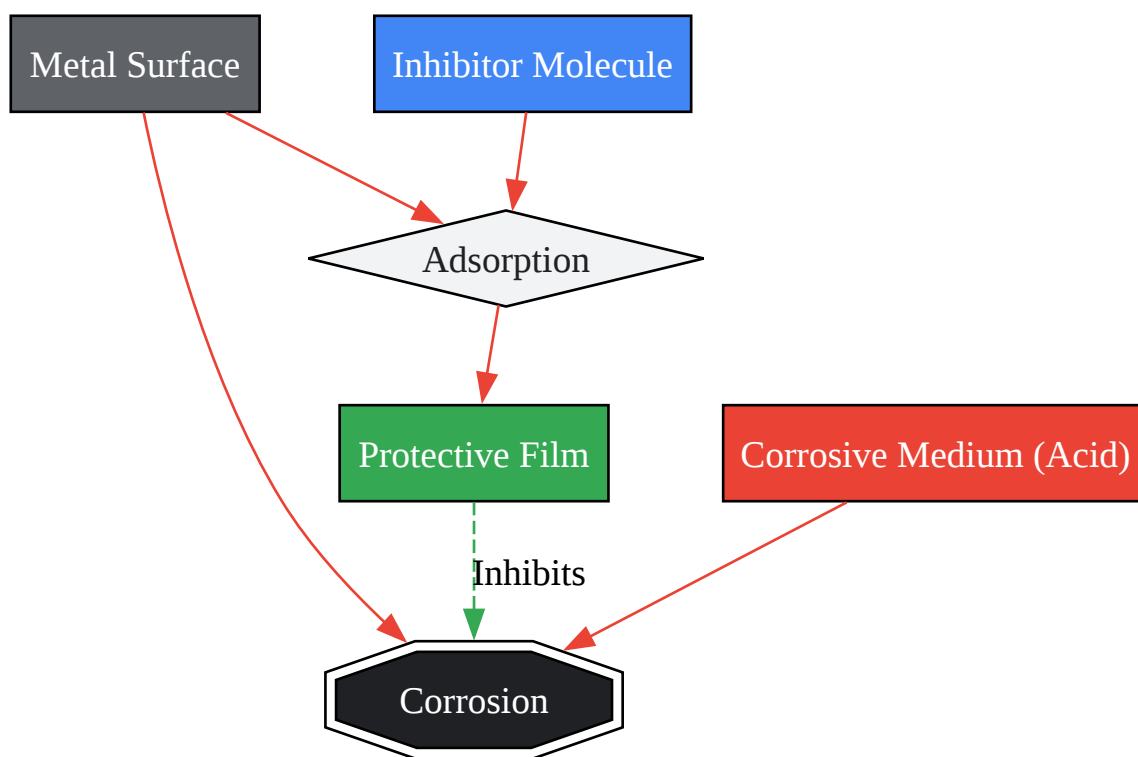 Metal Surface
Inhibitor Molecule
Adsorption
Protective Film
Corrosive Medium (Acid)
Inhibits
Corrosion